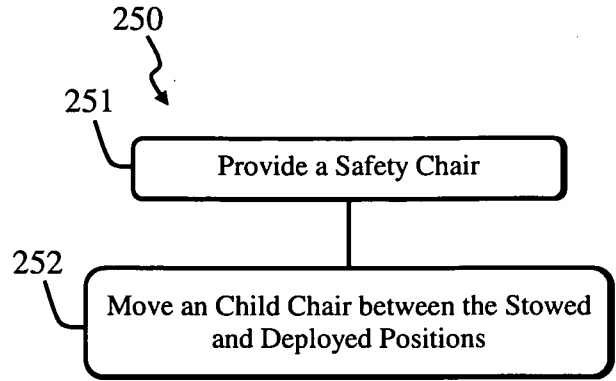 250
251
Provide a Safety Chair
252
Move an Child Chair between the Stowed
and Deployed Positions